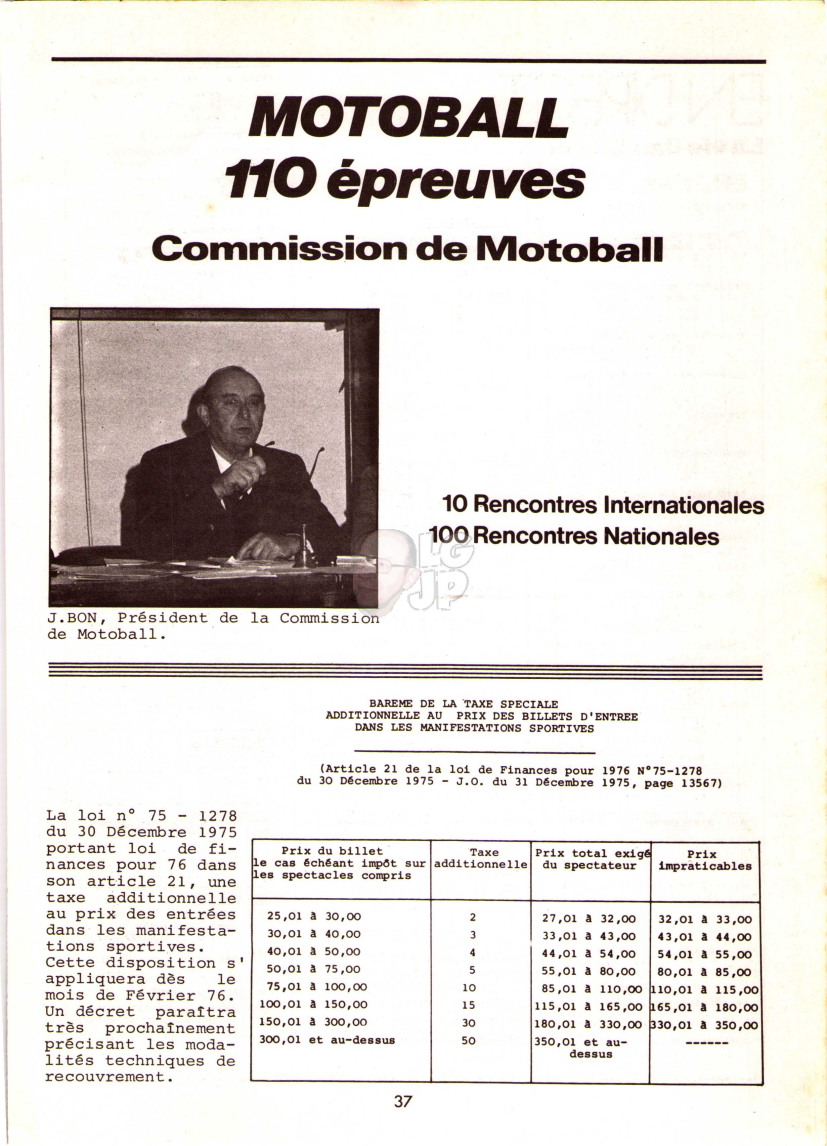 MOTOBALL
110 épreuves
Commission de Motoball
10 Rencontres Internationales
100 Rencontres Nationales
LG
JP
J.BON, Président de la Commission
de Motoball.
BAREME DE LA TAXE SPECIALE
ADDITIONNELLE AU PRIX DES BILLETS D'ENTREE
DANS LES MANIFESTATIONS SPORTIVES
(Article 21 de la loi de Finances pour 1976 N°75-1278
du 30 Décembre 1975 - J.O. du 31 Décembre 1975, page 13567)
La loi n° 75 - 1278
du 30 Décembre 1975
portant loi de fi-
nances pour 76 dans
son article 21, une
taxe additionnelle
au prix des entrées
dans les manifesta-
tions sportives.
Cette disposition s'
appliquera dès le
mois de Février 76.
Un décret paraîtra
très prochaînement
précisant les moda-
lités techniques de
recouvrement.
Prix du billet Taxe Prix total exigé Prix
le cas échéant impôt sur additionnelle du spectateur impraticables
les spectacles compris
25,01 à 30,00 2 27,01 à 32,00 32,01 à 33,00
30,01 à 40,00 3 33,01 à 43,00 43,01 à 44,00
40,01 à 50,00 4 44,01 à 54,00 54,01 à 55,00
50,01 à 75,00 5 55,01 à 80,00 80,01 à 85,00
75,01 à 100,00 10 85,01 à 110,00 110,01 à 115,00
100,01 à 150,00 15 115,01 à 165,00 165,01 à 180,00
150,01 à 300,00 30 180,01 à 330,00 330,01 à 350,00
300,01 et au-dessus 50 350,01 et au- ------
dessus
37